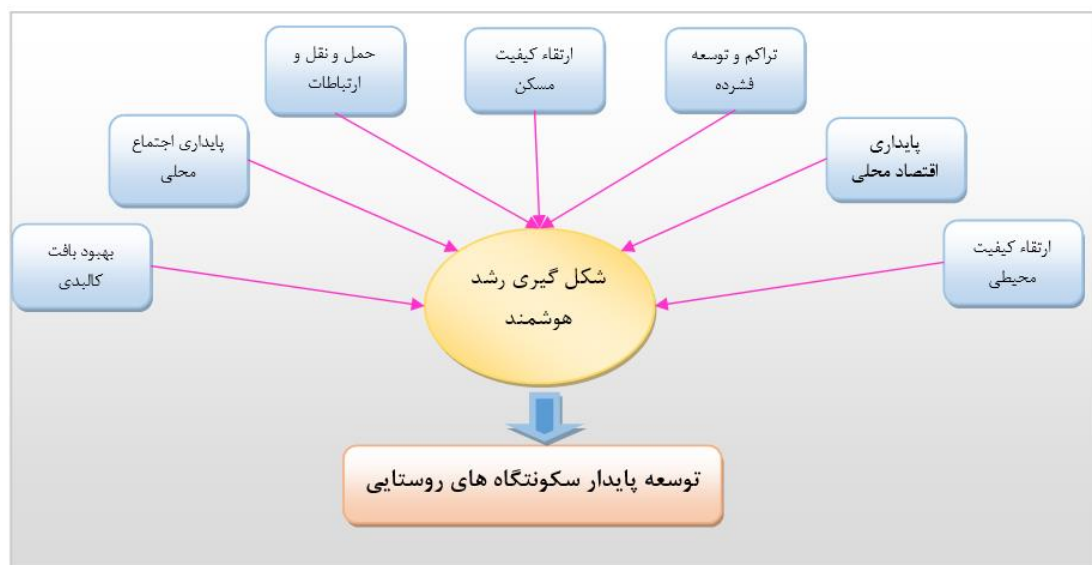 تراکم و توسعه
فشرده
ارتقاء کیفیت
مسکن
حمل و نقل و
ارتباطات
پایداری
اقتصاد محلی
پایداری اجتماع
محلی
ارتقاء کیفیت
محیطی
بهبود بافت
کالبدی
شکل گیری رشد
هوشمند
توسعه پایدار سکونتگاه های روستایی